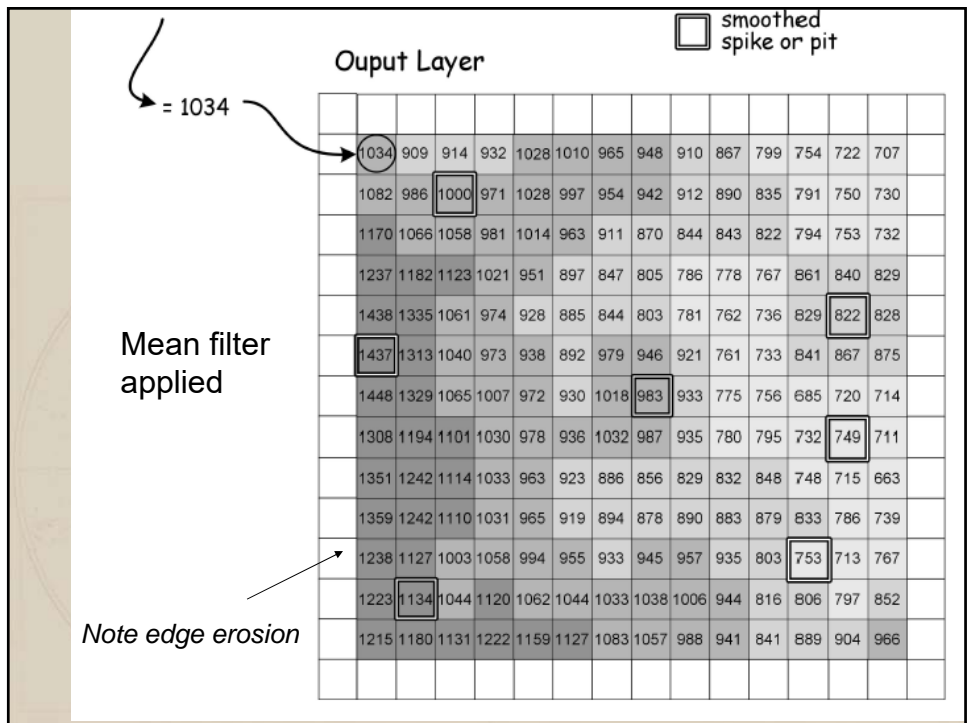 smoothed
spike or pit
Ouput Layer
= 1034
1034 909 914 932 1028 1010 965 948 910 867 799 754 722 707
1082 986 1000 971 1028 997 954 942 912 890 835 791 750 730
1170 1066 1058 981 1014 963 911 870 844 843 822 794 753 732
1237 1182 1123 1021 951 897 847 805 786 778 767 861 840 829
1438 1335 1061 974 928 885 844 803 781 762 736 829 822 828
Mean filter
applied
1437 1313 1040 973 938 892 979 946 921 761 733 841 867 875
1448 1329 1065 1007 972 930 1018 983 933 775 756 685 720 714
1308 1194 1101 1030 978 936 1032 987 935 780 795 732 749 711
1351 1242 1114 1033 963 923 886 856 829 832 848 748 715 663
1359 1242 1110 1031 965 919 894 878 890 883 879 833 786 739
1238 1127 1003 1058 994 955 933 945 957 935 803 753 713 767
1223 1134 1044 1120 1062 1044 1033 1038 1006 944 816 806 797 852
Note edge erosion
1215 1180 1131 1222 1159 1127 1083 1057 988 941 841 889 904 966